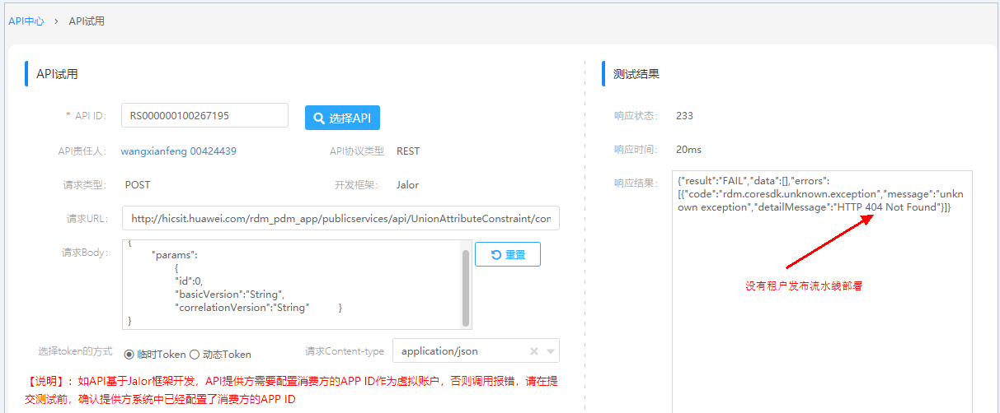 API中心 › API试用
API试用
* API ID: RS000000100267195 选择API
API责任人: wangxianfeng 00424439 API协议类型 REST
请求类型: POST 开发框架: Jalor
请求URL: http://hicsit.huawei.com/rdm_pdm_app/publicservices/api/UnionAttributeConstraint/con
请求Body: {
"params":
{
"id":0,
"basicVersion":"String",
"correlationVersion":"String" }
}
重置
选择token的方式 临时Token 动态Token 请求Content-type application/json
【说明】：如API基于Jalor框架开发，API提供方需要配置消费方的APP ID作为虚拟账户，否则调用报错，请在提
交测试前，确认提供方系统中已经配置了消费方的APP ID
测试结果
响应状态: 233
响应时间: 20ms
响应结果: {"result":"FAIL","data":[],"errors":
[{"code":"rdm.coresdk.unknown.exception","message":"unkn
own exception","detailMessage":"HTTP 404 Not Found"}]}
没有租户发布流水线部署